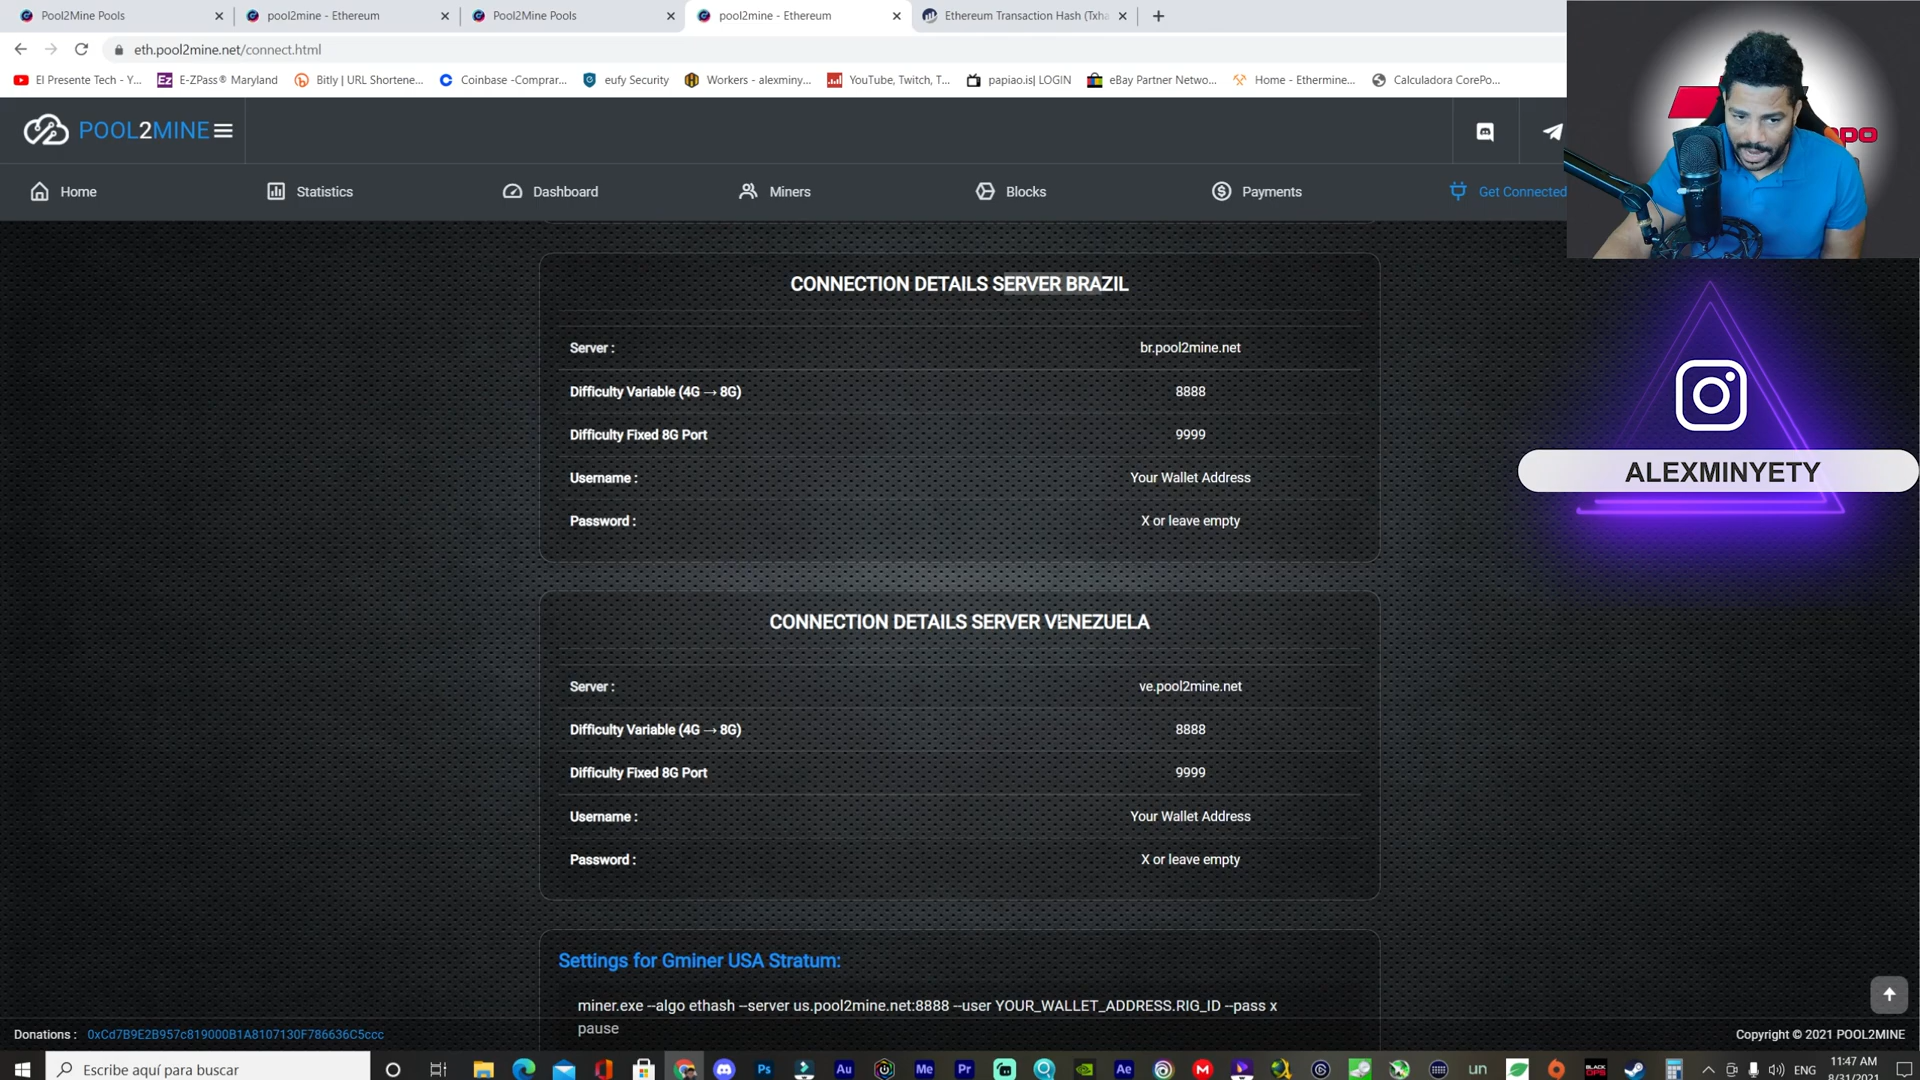 Pool2Mine Pools
pool2mine - Ethereum
Pool2Mine Pools
pool2mine - Ethereum
Ethereum Transaction Hash (Txha
eth.pool2mine.net/connect.html
El Presente Tech - Y...
E-ZPass® Maryland
Bitly | URL Shortene...
Coinbase -Comprar...
eufy Security
Workers - alexminy...
YouTube, Twitch, T...
papiao.is| LOGIN
eBay Partner Netwo...
Home - Ethermine...
Calculadora CorePo...
POOL2MINE
Home
Statistics
Dashboard
Miners
Blocks
Payments
Get Connected
CONNECTION DETAILS SERVER BRAZIL
Server : br.pool2mine.net
Difficulty Variable (4G → 8G) 8888
Difficulty Fixed 8G Port 9999
Username : Your Wallet Address
Password : X or leave empty
ALEXMINYETY
CONNECTION DETAILS SERVER VENEZUELA
Server : ve.pool2mine.net
Difficulty Variable (4G → 8G) 8888
Difficulty Fixed 8G Port 9999
Username : Your Wallet Address
Password : X or leave empty
Settings for Gminer USA Stratum:
miner.exe --algo ethash --server us.pool2mine.net:8888 --user YOUR_WALLET_ADDRESS.RIG_ID --pass x
pause
Donations : 0xCd7B9E2B957c819000B1A8107130F786636C5ccc
Copyright © 2021 POOL2MINE
Escribe aquí para buscar
ENG
11:47 AM
8/31/2021